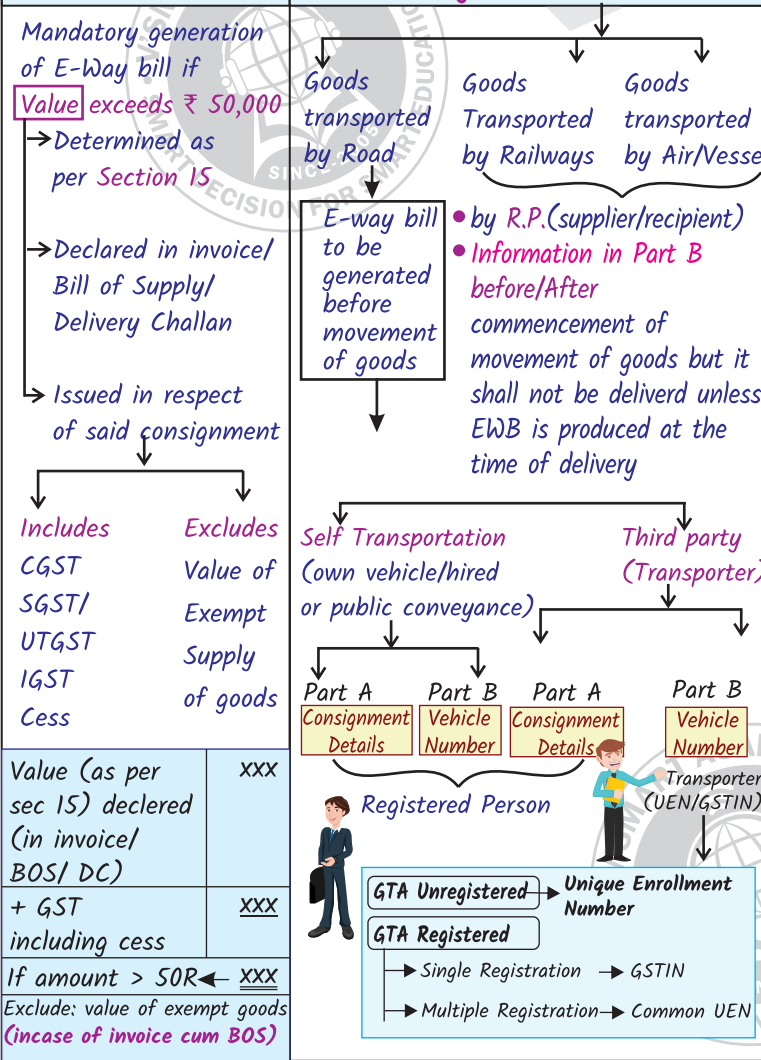 Mandatory generation
of E-Way bill if
Value exceeds ₹ 50,000
Determined as
per Section 15
Declared in invoice/
Bill of Supply/
Delivery Challan
Issued in respect
of said consignment
Includes
CGST
SGST/
UTGST
IGST
Cess
Excludes
Value of
Exempt
Supply
of goods
Value (as per
sec 15) declered
(in invoice/
BOS/ DC)
XXX
+ GST
including cess
XXX
If amount > 50R
XXX
Exclude: value of exempt goods
(incase of invoice cum BOS)
Goods
transported
by Road
E-way bill
to be
generated
before
movement
of goods
Goods
Transported
by Railways
Goods
transported
by Air/Vesse
• by R.P.(supplier/recipient)
• Information in Part B
before/After
commencement of
movement of goods but it
shall not be deliverd unless
EWB is produced at the
time of delivery
Self Transportation
(own vehicle/hired
or public conveyance)
Part A
Consignment
Details
Part B
Vehicle
Number
Third party
(Transporter)
Part A
Consignment
Details
Part B
Vehicle
Number
Registered Person
Transporter
(UEN/GSTIN)
GTA Unregistered
Unique Enrollment
Number
GTA Registered
Single Registration
GSTIN
Multiple Registration
Common UEN
SINCE-2
SMART DECISION FOR SMART EDUCATIO
SMART